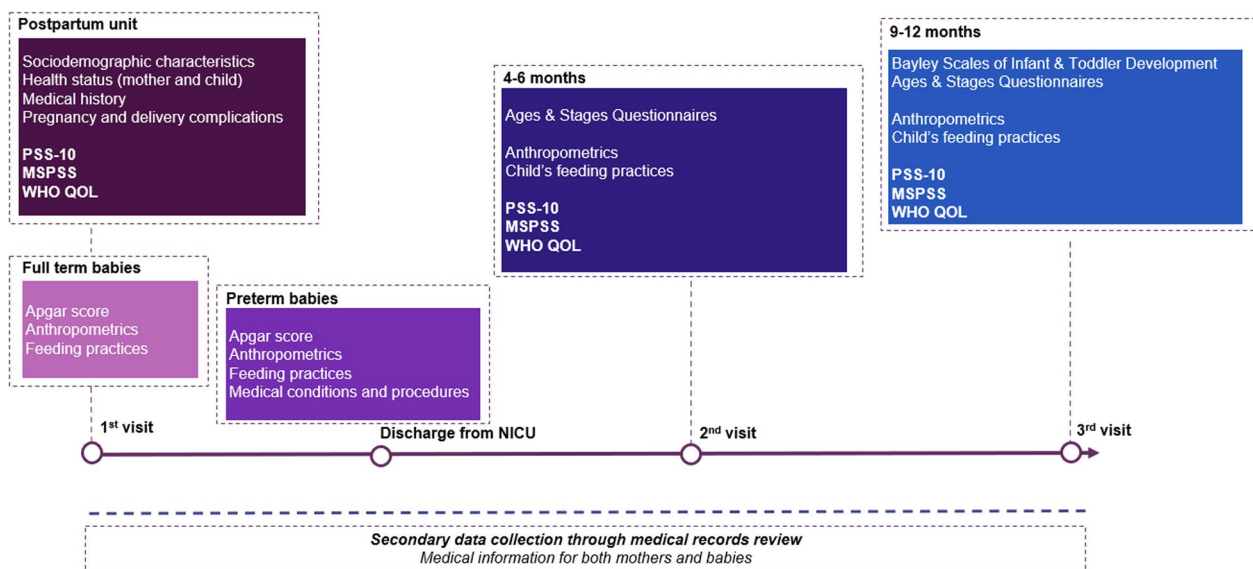 Postpartum unit
Sociodemographic characteristics
Health status (mother and child)
Medical history
Pregnancy and delivery complications
PSS-10
MSPSS
WHO QOL
Full term babies
Apgar score
Anthropometrics
Feeding practices
Preterm babies
Apgar score
Anthropometrics
Feeding practices
Medical conditions and procedures
4-6 months
Ages & Stages Questionnaires
Anthropometrics
Child’s feeding practices
PSS-10
MSPSS
WHO QOL
9-12 months
Bayley Scales of Infant & Toddler Development
Ages & Stages Questionnaires
Anthropometrics
Child’s feeding practices
PSS-10
MSPSS
WHO QOL
1st visit
Discharge from NICU
2nd visit
3rd visit
Secondary data collection through medical records review
Medical information for both mothers and babies